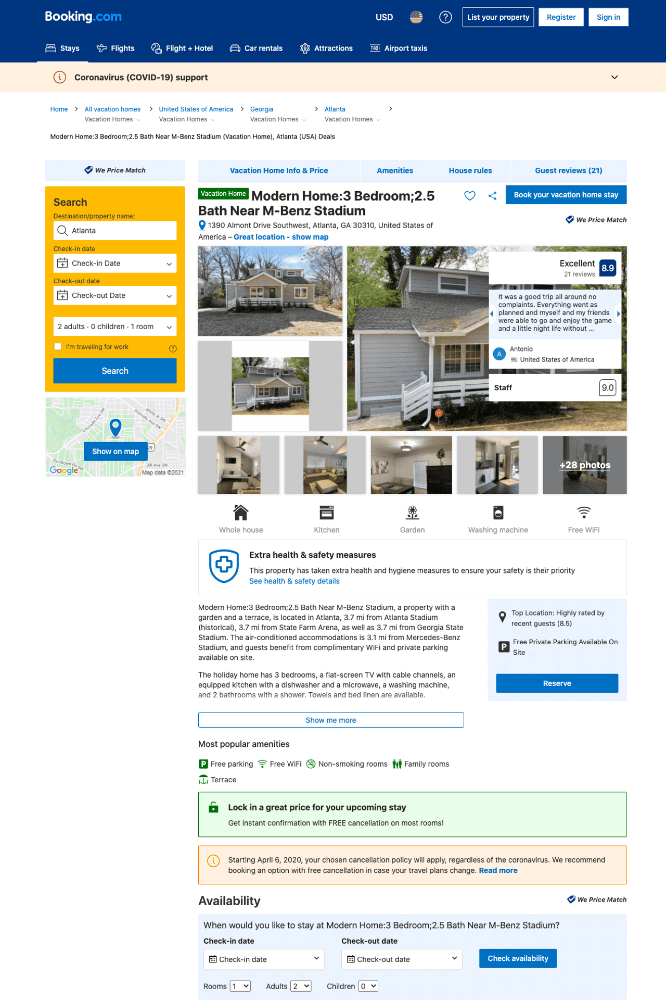 Booking.com
USD
List your property
Register
Sign in
Stays
Flights
Flight + Hotel
Car rentals
Attractions
TAXI Airport taxis
Coronavirus (COVID-19) support
Home
All vacation homes
United States of America
Georgia
Atlanta
Vacation Homes
Vacation Homes
Vacation Homes
Vacation Homes
Modern Home:3 Bedroom;2.5 Bath Near M-Benz Stadium (Vacation Home), Atlanta (USA) Deals
We Price Match
Search
Destination/property name:
Atlanta
Check-in date
Check-in Date
Check-out date
Check-out Date
2 adults · 0 children · 1 room
I'm traveling for work
Search
White St SW
Donnelly Ave SW
Cascade Ave SW
29
Show on map
Sandtown Rd SW
Dill Ave SW
Google
Map data ©2021
Vacation Home Info & Price
Amenities
House rules
Guest reviews (21)
Vacation Home Modern Home:3 Bedroom;2.5
Bath Near M-Benz Stadium
Book your vacation home stay
We Price Match
1390 Almont Drive Southwest, Atlanta, GA 30310, United States of
America – Great location - show map
Excellent
21 reviews
8.9
It was a good trip all around no
complaints. Everything went as
planned and myself and my friends
were able to go and enjoy the game
and a little night life without ...
A
Antonio
United States of America
Staff
9.0
+28 photos
Whole house
Kitchen
Garden
Washing machine
Free WiFi
Extra health & safety measures
This property has taken extra health and hygiene measures to ensure your safety is their priority
See health & safety details
Modern Home:3 Bedroom;2.5 Bath Near M-Benz Stadium, a property with a
garden and a terrace, is located in Atlanta, 3.7 mi from Atlanta Stadium
(historical), 3.7 mi from State Farm Arena, as well as 3.7 mi from Georgia State
Stadium. The air-conditioned accommodations is 3.1 mi from Mercedes-Benz
Stadium, and guests benefit from complimentary WiFi and private parking
available on site.
The holiday home has 3 bedrooms, a flat-screen TV with cable channels, an
equipped kitchen with a dishwasher and a microwave, a washing machine,
and 2 bathrooms with a shower. Towels and bed linen are available.
Show me more
Top Location: Highly rated by
recent guests (8.5)
P
Free Private Parking Available On
Site
Reserve
Most popular amenities
P Free parking
Free WiFi
Non-smoking rooms
Family rooms
Terrace
Lock in a great price for your upcoming stay
Get instant confirmation with FREE cancellation on most rooms!
Starting April 6, 2020, your chosen cancellation policy will apply, regardless of the coronavirus. We recommend
booking an option with free cancellation in case your travel plans change. Read more
Availability
We Price Match
When would you like to stay at Modern Home:3 Bedroom;2.5 Bath Near M-Benz Stadium?
Check-in date
Check-out date
Check-in date
Check-out date
Check availability
Rooms 1
Adults 2
Children 0